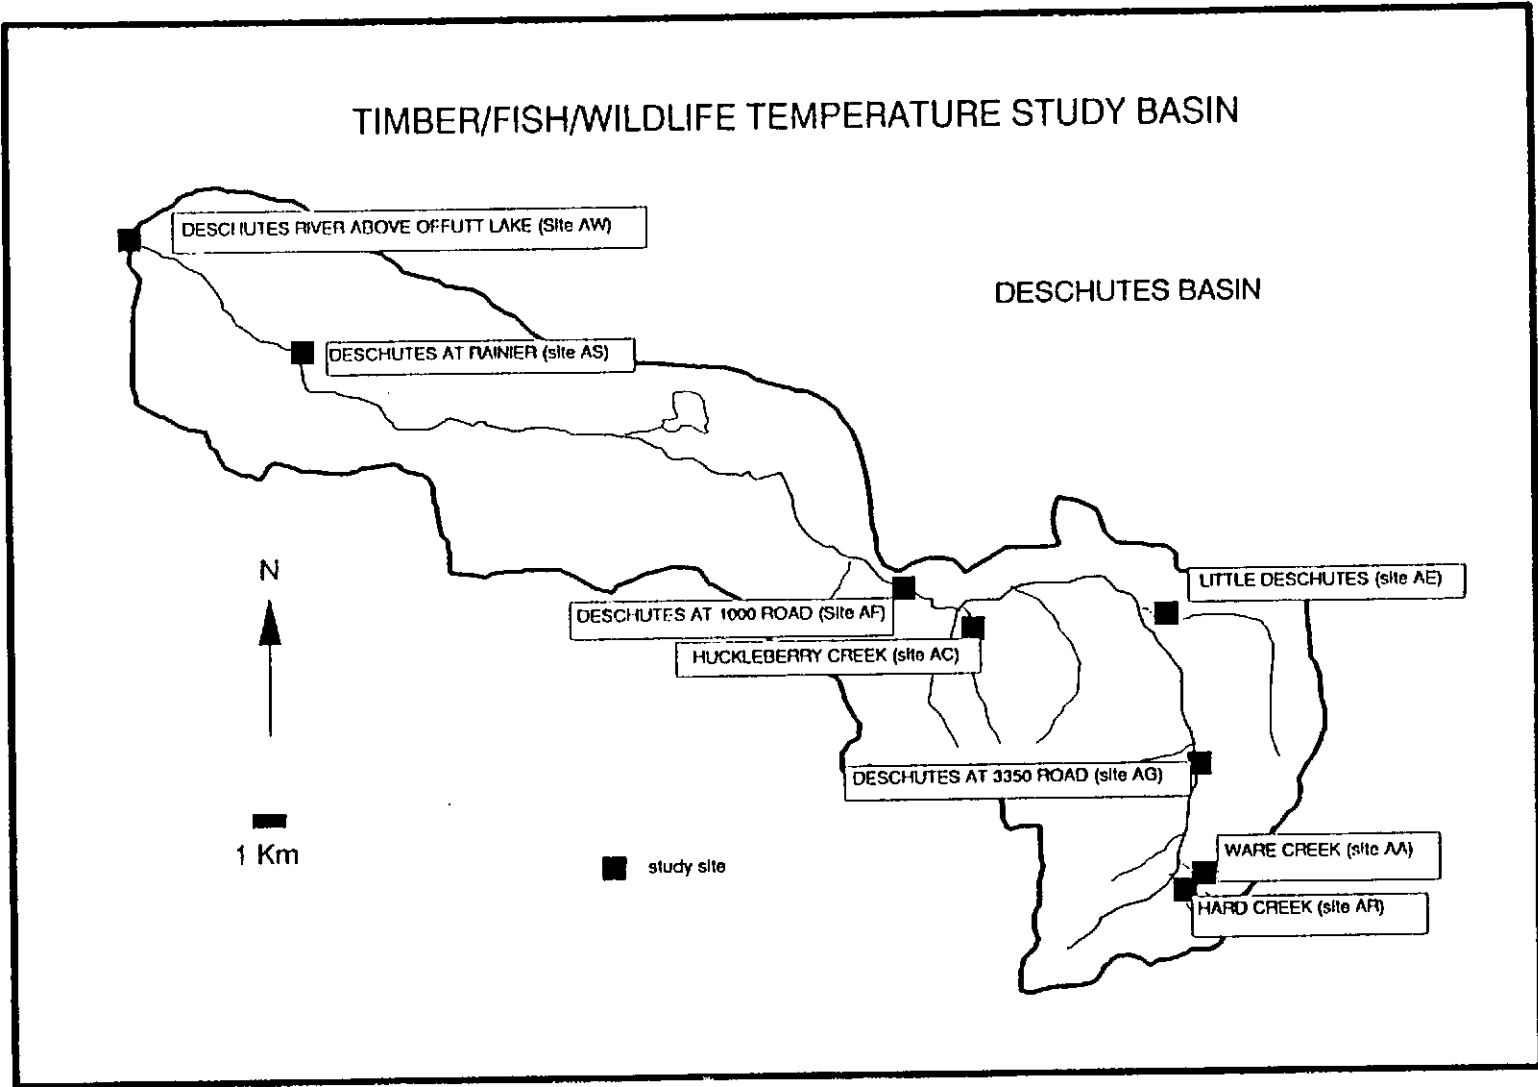 TIMBER/FISH/WILDLIFE TEMPERATURE STUDY BASIN
DESCHUTES RIVER ABOVE OFFUTT LAKE (Site AW)
DESCHUTES BASIN
DESCHUTES AT RAINIER (site AS)
N
LITTLE DESCHUTES (site AE)
DESCHUTES AT 1000 ROAD (Site AF)
HUCKLEBERRY CREEK (site AC)
DESCHUTES AT 3350 ROAD (site AG)
1 Km
study site
WARE CREEK (site AA)
HARD CREEK (site AR)